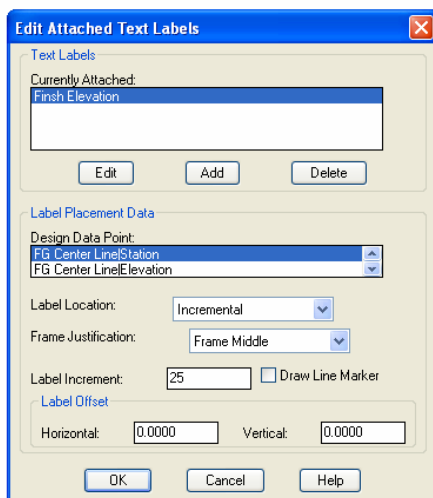 Edit Attached Text Labels
Text Labels
Currently Attached:
Finsh Elevation
Edit Add Delete
Label Placement Data
Design Data Point:
FG Center Line|Station
FG Center Line|Elevation
Label Location: Incremental
Frame Justification: Frame Middle
Label Increment: 25 Draw Line Marker
Label Offset
Horizontal: 0.0000 Vertical: 0.0000
OK Cancel Help